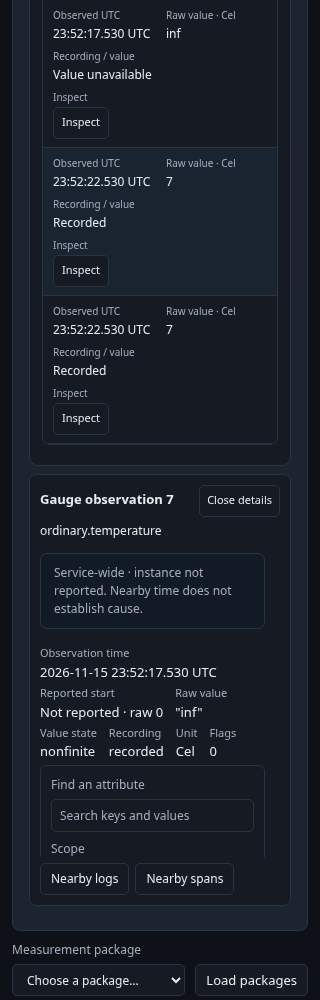 Observed UTC Raw value · Cel
23:52:17.530 UTC inf
Recording / value
Value unavailable
Inspect
Inspect
Observed UTC Raw value · Cel
23:52:22.530 UTC 7
Recording / value
Recorded
Inspect
Inspect
Observed UTC Raw value · Cel
23:52:22.530 UTC 7
Recording / value
Recorded
Inspect
Inspect
Gauge observation 7 Close details
ordinary.temperature
Service-wide · instance not
reported. Nearby time does not
establish cause.
Observation time
2026-11-15 23:52:17.530 UTC
Reported start Raw value
Not reported · raw 0 "inf"
Value state Recording Unit Flags
nonfinite recorded Cel 0
Find an attribute
Search keys and values
Scope
Nearby logs Nearby spans
Measurement package
Choose a package... Load packages